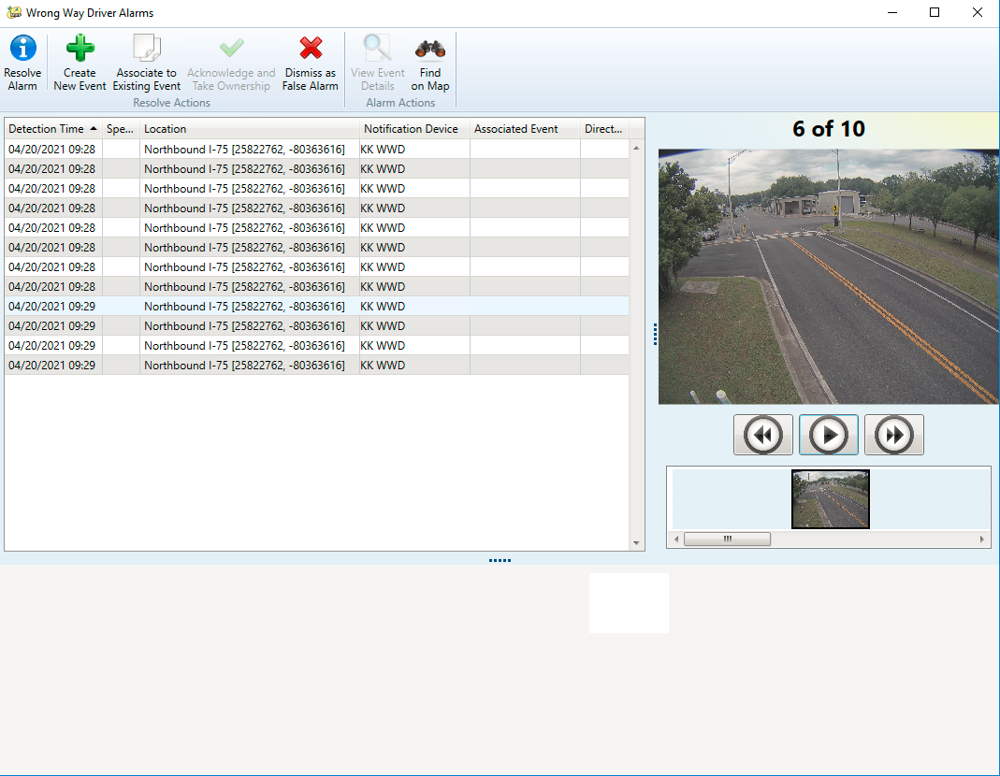 Wrong Way Driver Alarms
Resolve Alarm
Create New Event
Associate to Existing Event
Acknowledge and Take Ownership
Dismiss as False Alarm
View Event Details
Find on Map
Resolve Actions
Alarm Actions
Detection Time Spe... Location Notification Device Associated Event Direct...
04/20/2021 09:28 Northbound I-75 [25822762, -80363616] KK WWD
04/20/2021 09:28 Northbound I-75 [25822762, -80363616] KK WWD
04/20/2021 09:28 Northbound I-75 [25822762, -80363616] KK WWD
04/20/2021 09:28 Northbound I-75 [25822762, -80363616] KK WWD
04/20/2021 09:28 Northbound I-75 [25822762, -80363616] KK WWD
04/20/2021 09:28 Northbound I-75 [25822762, -80363616] KK WWD
04/20/2021 09:28 Northbound I-75 [25822762, -80363616] KK WWD
04/20/2021 09:28 Northbound I-75 [25822762, -80363616] KK WWD
04/20/2021 09:29 Northbound I-75 [25822762, -80363616] KK WWD
04/20/2021 09:29 Northbound I-75 [25822762, -80363616] KK WWD
04/20/2021 09:29 Northbound I-75 [25822762, -80363616] KK WWD
04/20/2021 09:29 Northbound I-75 [25822762, -80363616] KK WWD
6 of 10